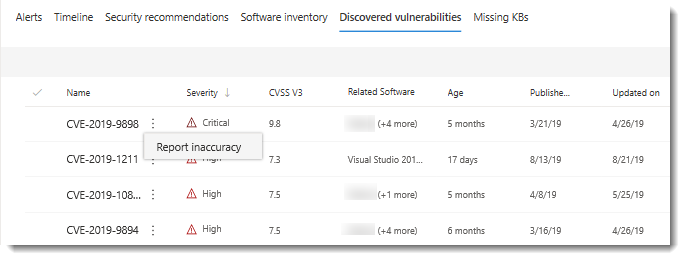 Alerts Timeline Security recommendations Software inventory Discovered vulnerabilities Missing KBs
Name Severity ↓ CVSS V3 Related Software Age Publishe... Updated on
CVE-2019-9898 Critical 9.8 (+4 more) 5 months 3/21/19 4/26/19
Report inaccuracy
CVE-2019-1211 High 7.3 Visual Studio 201... 17 days 8/13/19 8/21/19
CVE-2019-108... High 7.5 (+1 more) 5 months 4/8/19 5/25/19
CVE-2019-9894 High 7.5 (+4 more) 6 months 3/16/19 4/26/19